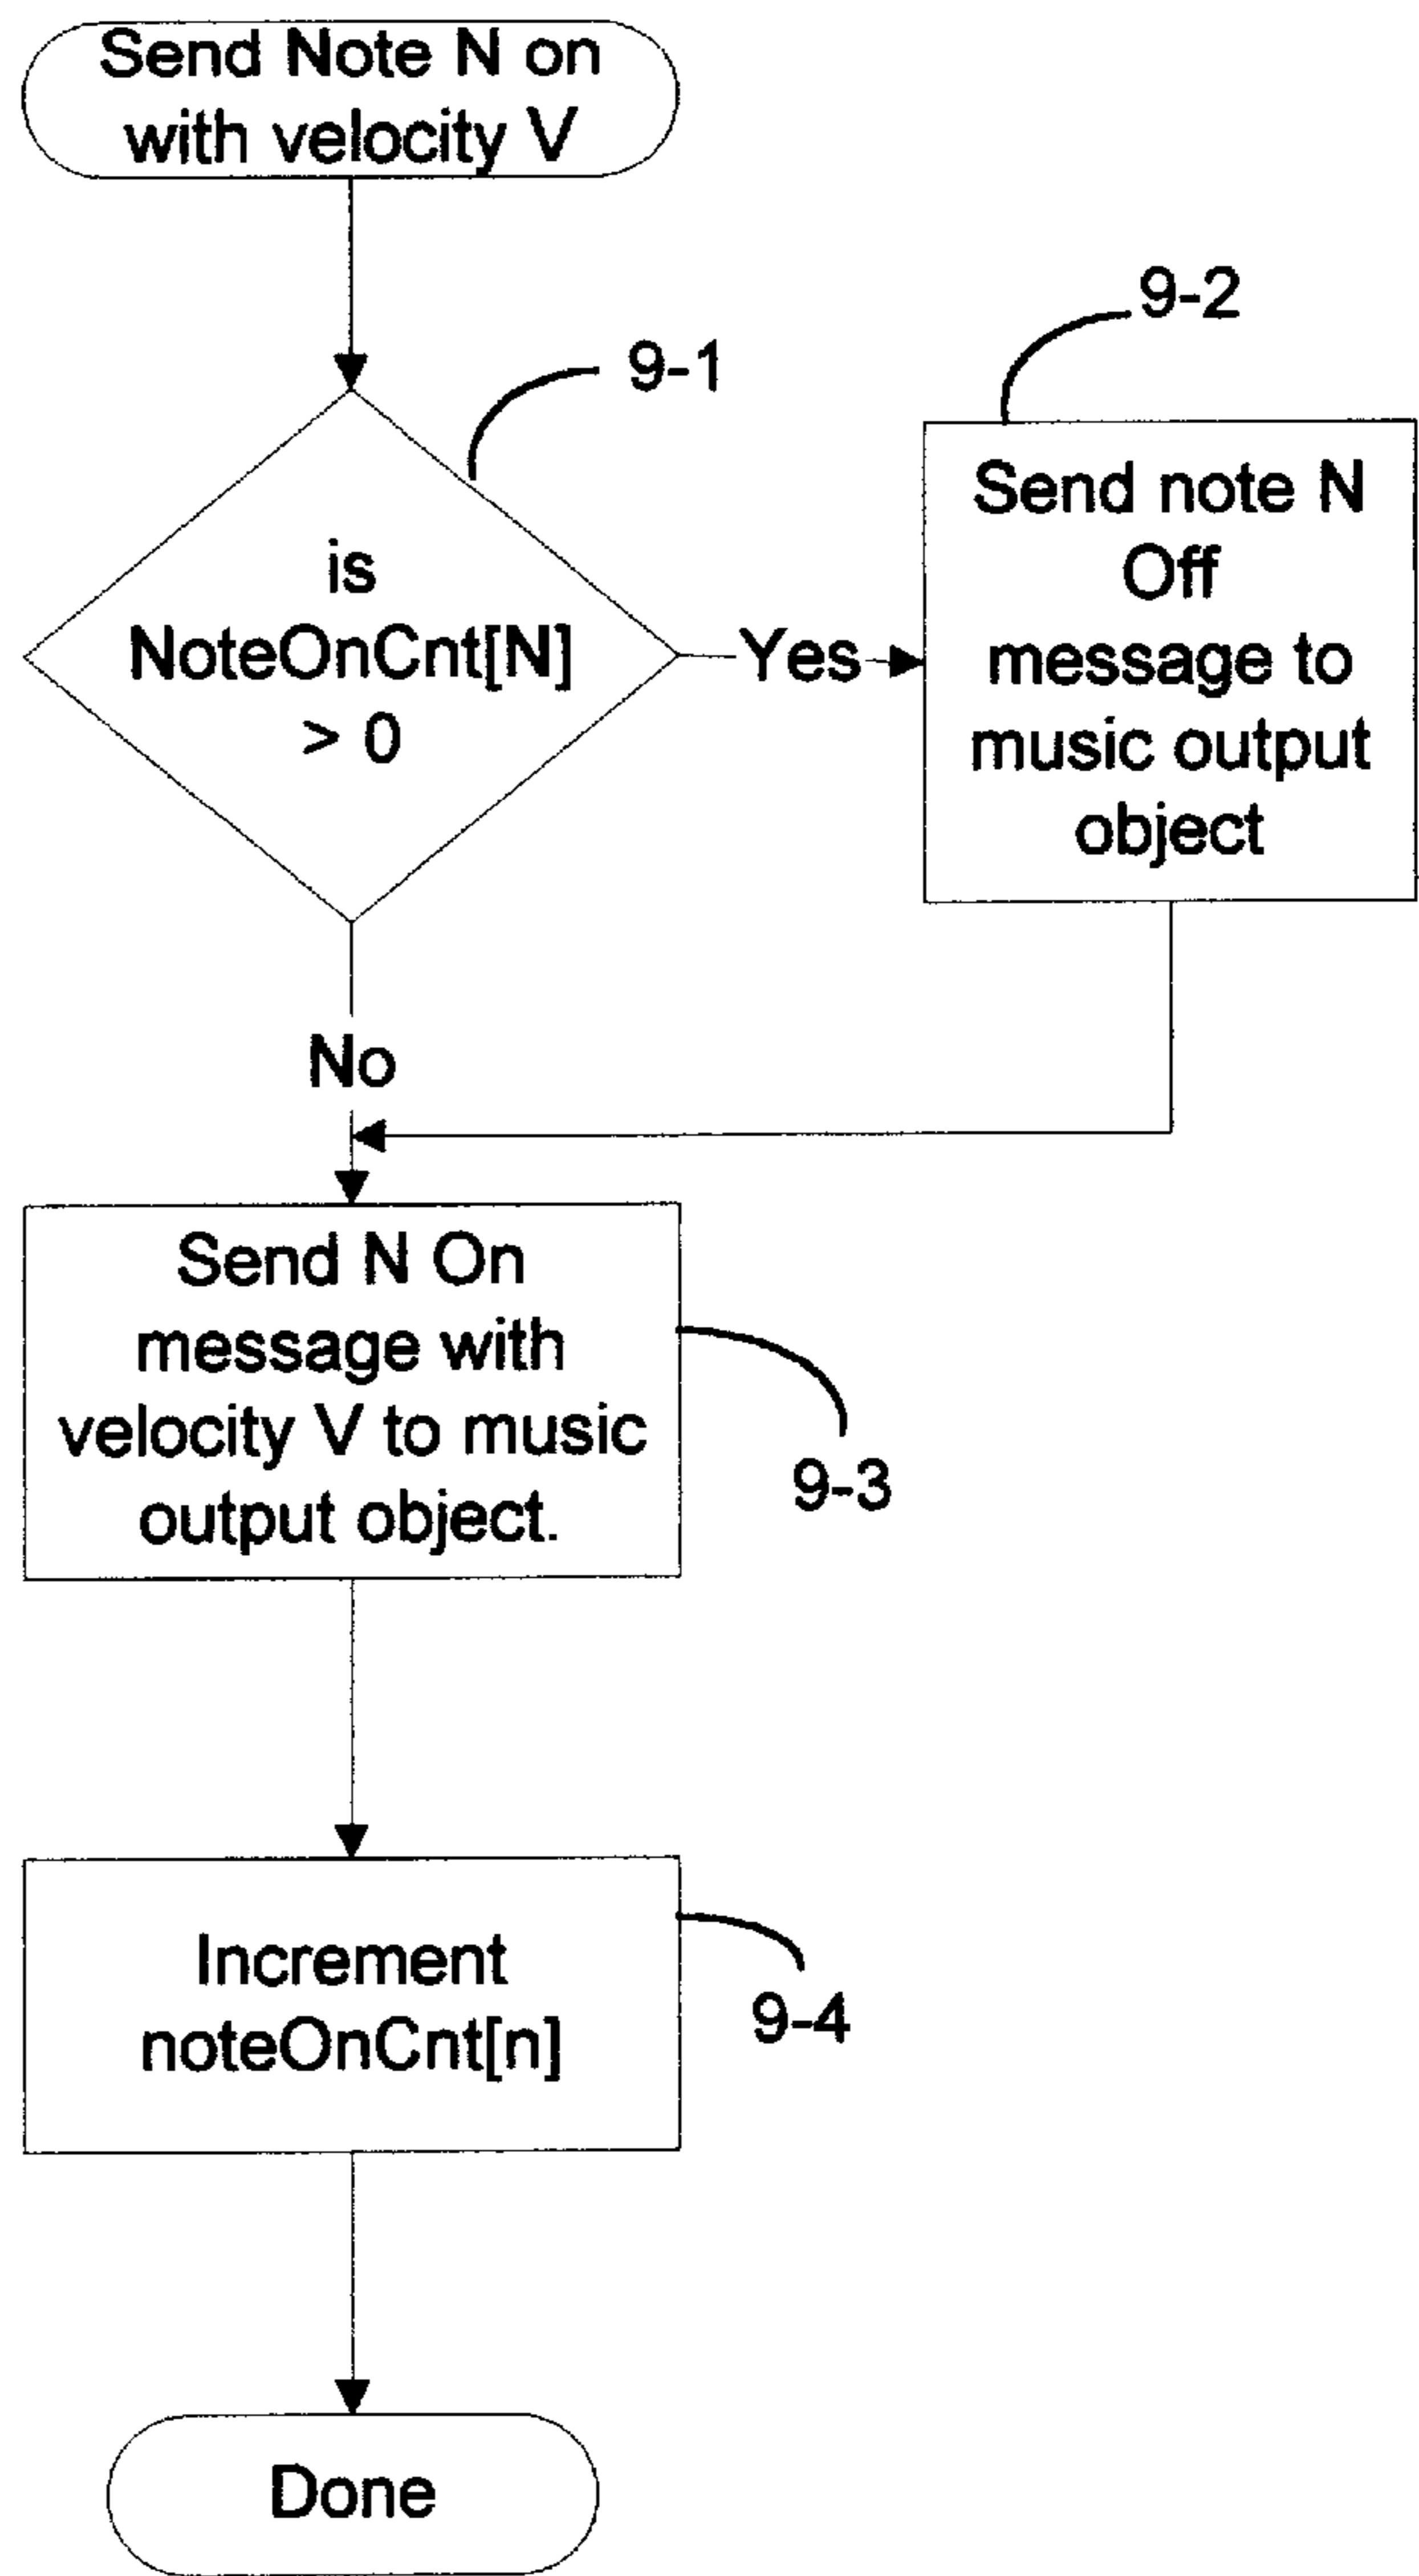 Send Note N on
with velocity V
9-1
9-2
is
NoteOnCnt[N]
> 0
Yes
Send note N
Off
message to
music output
object
No
Send N On
message with
velocity V to music
output object.
9-3
Increment
noteOnCnt[n]
9-4
Done